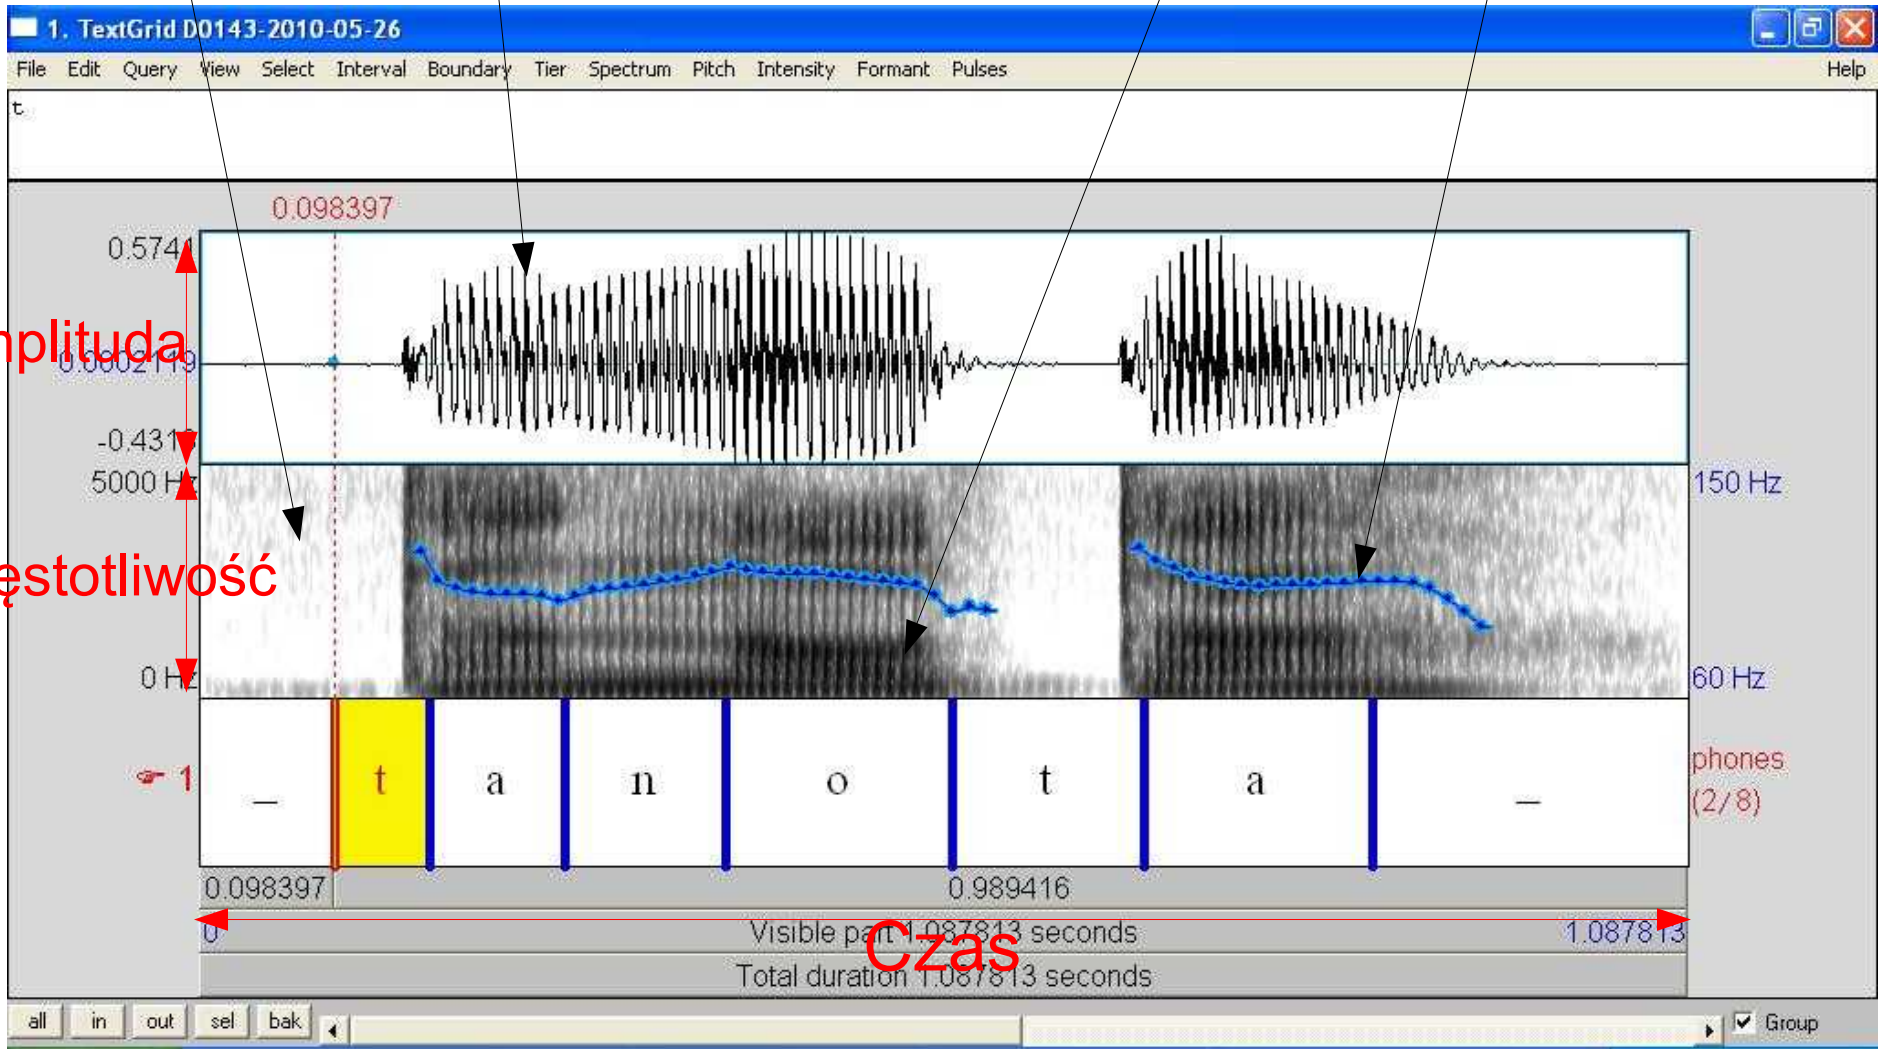 1. TextGrid D0143-2010-05-26
File Edit Query View Select Interval Boundary Tier Spectrum Pitch Intensity Formant Pulses Help
t
0.098397
0.5741
mplituda
0.0002119
-0.4313
5000 Hz 150 Hz
ęstotliwość
0 Hz 60 Hz
1 _ t a n o t a _ phones
(2/8)
0.098397 0.989416
0 Visible part 1.087813 seconds 1.087813
Czas
Total duration 1.087813 seconds
all in out sel bak Group